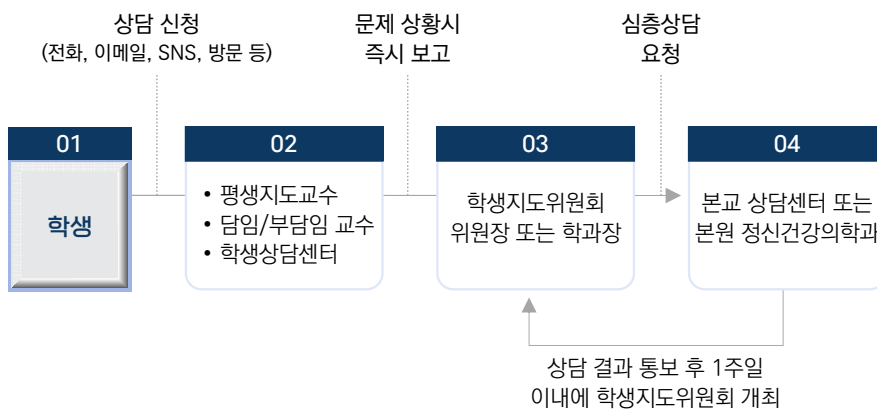 상담 신청
(전화, 이메일, SNS, 방문 등)
문제 상황시
즉시 보고
심층상담
요청
01
학생
02
• 평생지도교수
• 담임/부담임 교수
• 학생상담센터
03
학생지도위원회
위원장 또는 학과장
04
본교 상담센터 또는
본원 정신건강의학과
상담 결과 통보 후 1주일
이내에 학생지도위원회 개최